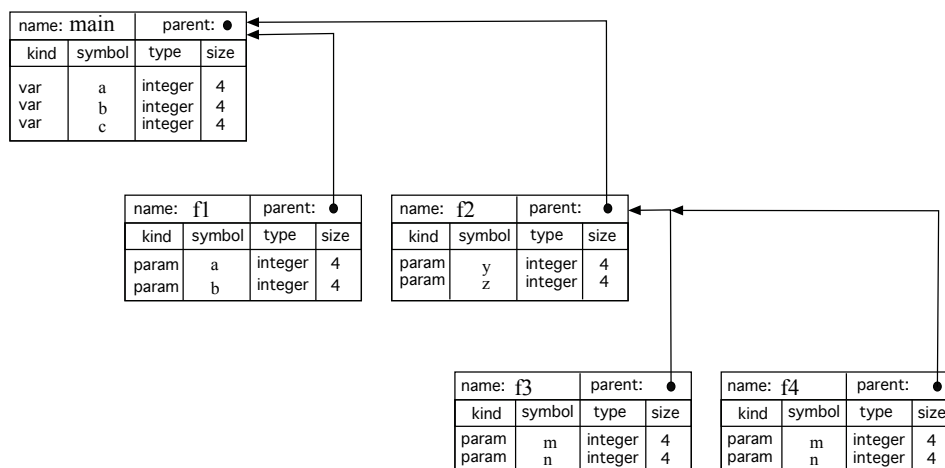 name: main parent:
kind symbol type size
var a integer 4
var b integer 4
var c integer 4
name: f1 parent:
kind symbol type size
param a integer 4
param b integer 4
name: f2 parent:
kind symbol type size
param y integer 4
param z integer 4
name: f3 parent:
kind symbol type size
param m integer 4
param n integer 4
name: f4 parent:
kind symbol type size
param m integer 4
param n integer 4